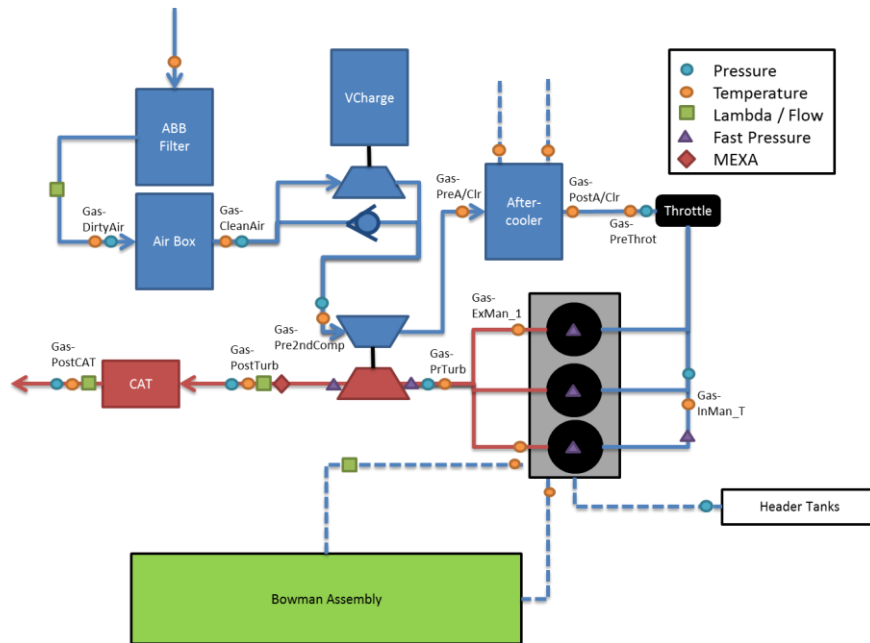 VCharge
ABB
Filter
Pressure
Temperature
Lambda / Flow
Fast Pressure
MEXA
Gas-
DirtyAir
Air Box
Gas-
CleanAir
Gas-
PreA/Clr
After-
cooler
Gas-
PostA/Clr
Gas-
PreThrot
Throttle
Gas-
Pre2ndComp
Gas-
ExMan_1
Gas-
PostCAT
CAT
Gas-
PostTurb
Gas-
PrTurb
Gas-
InMan_T
Header Tanks
Bowman Assembly